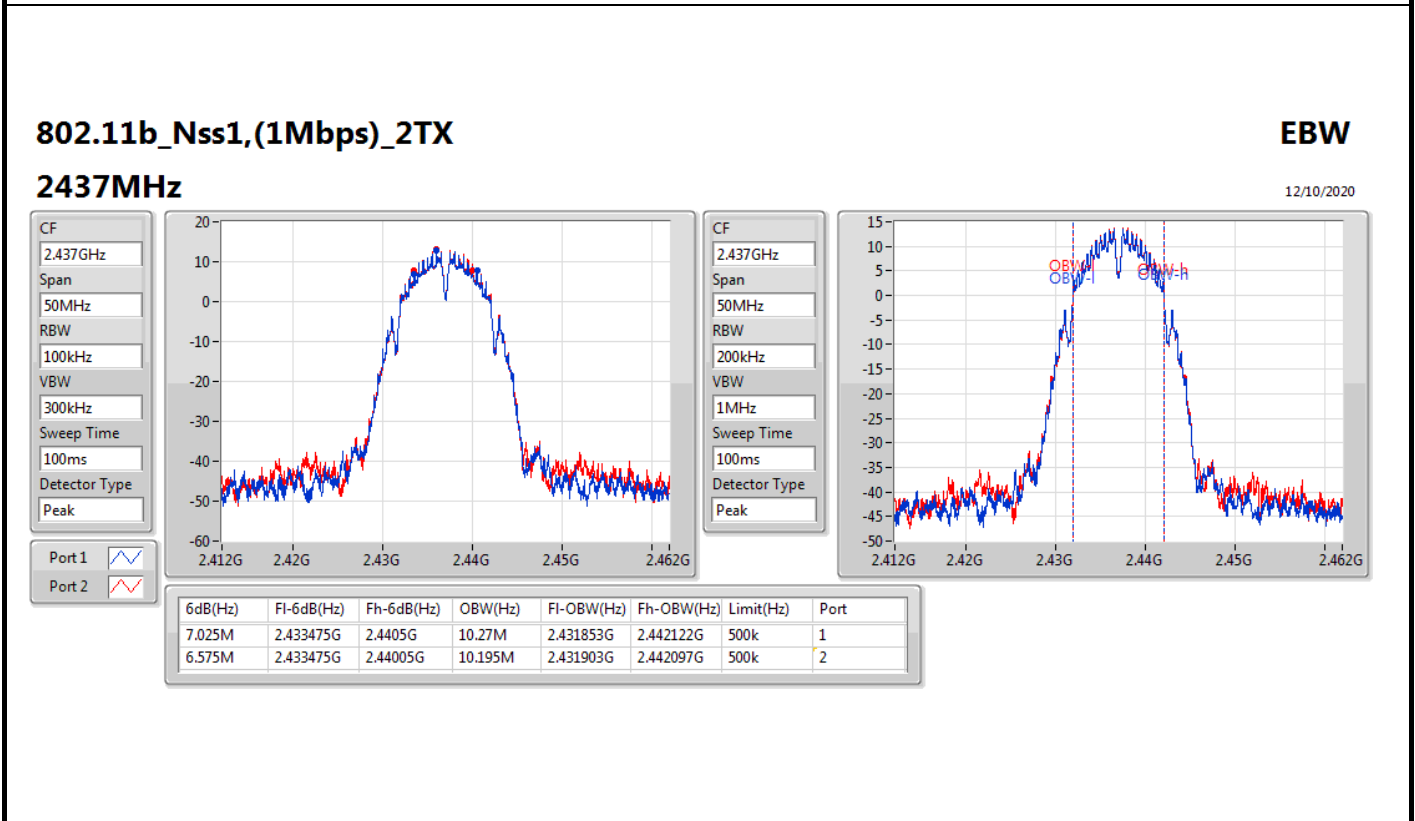 802.11b_Nss1,(1Mbps)_2TX
EBW
2437MHz
12/10/2020
CF
2.437GHz
Span
50MHz
RBW
100kHz
VBW
300kHz
Sweep Time
100ms
Detector Type
Peak
Port 1
Port 2
20
10
0
-10
-20
-30
-40
-50
-60
2.412G 2.42G 2.43G 2.44G 2.45G 2.462G
CF
2.437GHz
Span
50MHz
RBW
200kHz
VBW
1MHz
Sweep Time
100ms
Detector Type
Peak
15
10
5
0
-5
-10
-15
-20
-25
-30
-35
-40
-45
-50
OBW-l OBW-h
OBW-l OBW-h
2.412G 2.42G 2.43G 2.44G 2.45G 2.462G
6dB(Hz) Fl-6dB(Hz) Fh-6dB(Hz) OBW(Hz) Fl-OBW(Hz) Fh-OBW(Hz) Limit(Hz) Port
7.025M 2.433475G 2.4405G 10.27M 2.431853G 2.442122G 500k 1
6.575M 2.433475G 2.44005G 10.195M 2.431903G 2.442097G 500k 2